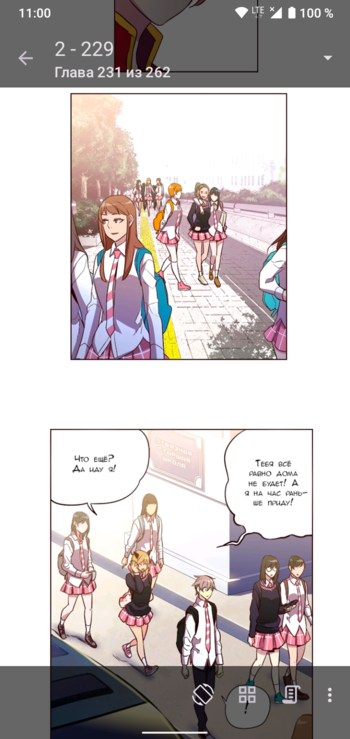 11:00
LTE
100 %
2 - 229
Глава 231 из 262
Что ещё?
Да иду я!
Тебя всё
равно дома
не будет! А
я на час рань-
ше приду!
!